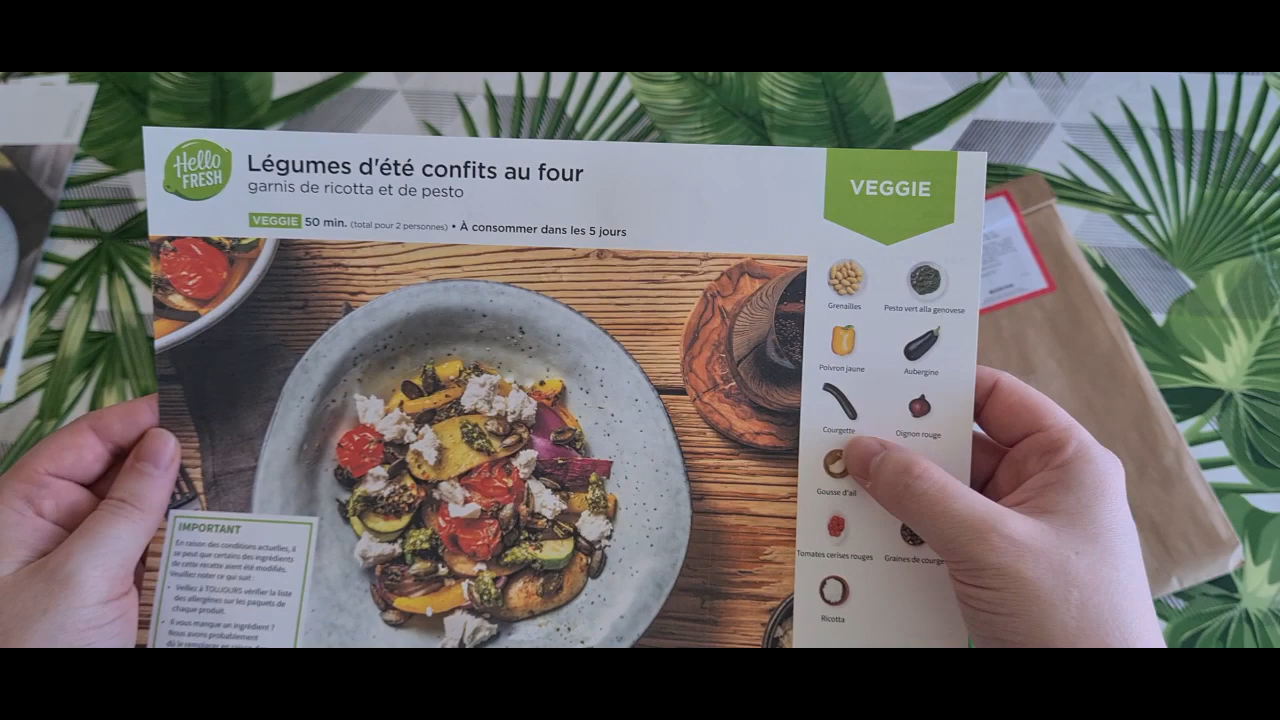 Hello
FRESH
Légumes d'été confits au four
garnis de ricotta et de pesto
VEGGIE 50 min. (total pour 2 personnes) • À consommer dans les 5 jours
VEGGIE
Grenailles
Pesto vert alla genovese
Poivron jaune
Aubergine
Courgette
Oignon rouge
Gousse d'ail
Tomates cerises rouges
Graines de courge
Ricotta
IMPORTANT
En raison des conditions actuelles, il
se peut que certains des ingrédients
de cette recette aient été modifiés.
Veuillez noter ce qui suit :
• Veillez à TOUJOURS vérifier la liste
des allergènes sur les paquets de
chaque produit.
• Il vous manque un ingrédient ?
Nous avons probablement